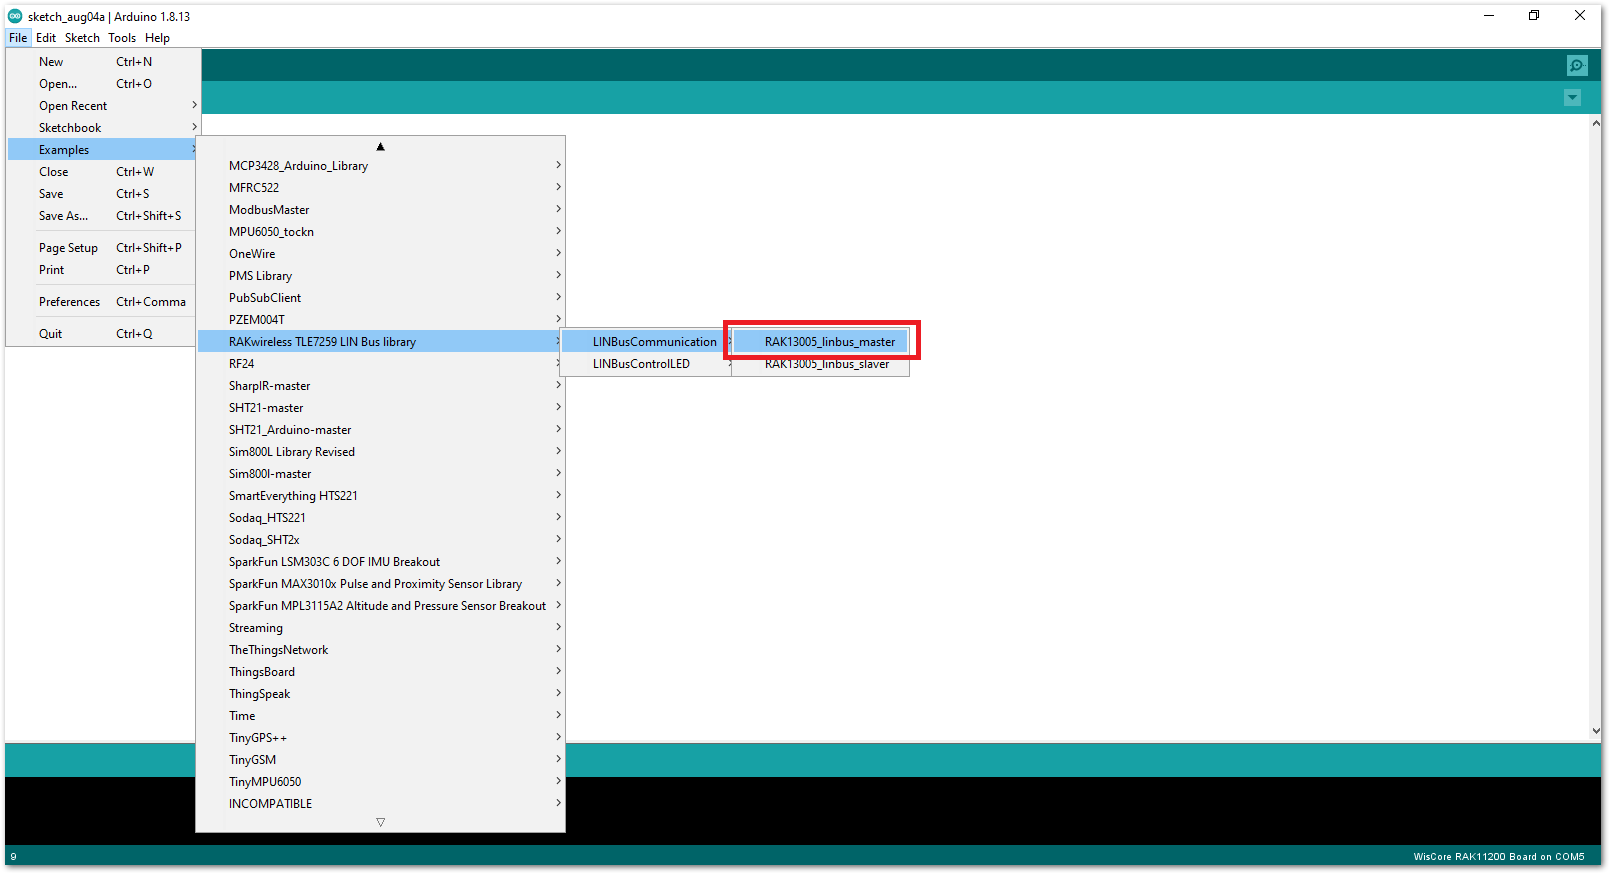 sketch_aug04a | Arduino 1.8.13
File Edit Sketch Tools Help
New Ctrl+N
Open... Ctrl+O
Open Recent
Sketchbook
Examples
Close Ctrl+W
Save Ctrl+S
Save As... Ctrl+Shift+S
Page Setup Ctrl+Shift+P
Print Ctrl+P
Preferences Ctrl+Comma
Quit Ctrl+Q
MCP3428_Arduino_Library
MFRC522
ModbusMaster
MPU6050_tockn
OneWire
PMS Library
PubSubClient
PZEM004T
RAKwireless TLE7259 LIN Bus library
RF24
SharpIR-master
SHT21-master
SHT21_Arduino-master
Sim800L Library Revised
Sim800l-master
SmartEverything HTS221
Sodaq_HTS221
Sodaq_SHT2x
SparkFun LSM303C 6 DOF IMU Breakout
SparkFun MAX3010x Pulse and Proximity Sensor Library
SparkFun MPL3115A2 Altitude and Pressure Sensor Breakout
Streaming
TheThingsNetwork
ThingsBoard
ThingSpeak
Time
TinyGPS++
TinyGSM
TinyMPU6050
INCOMPATIBLE
LINBusCommunication
LINBusControlLED
RAK13005_linbus_master
RAK13005_linbus_slaver
9
WisCore RAK11200 Board on COM5